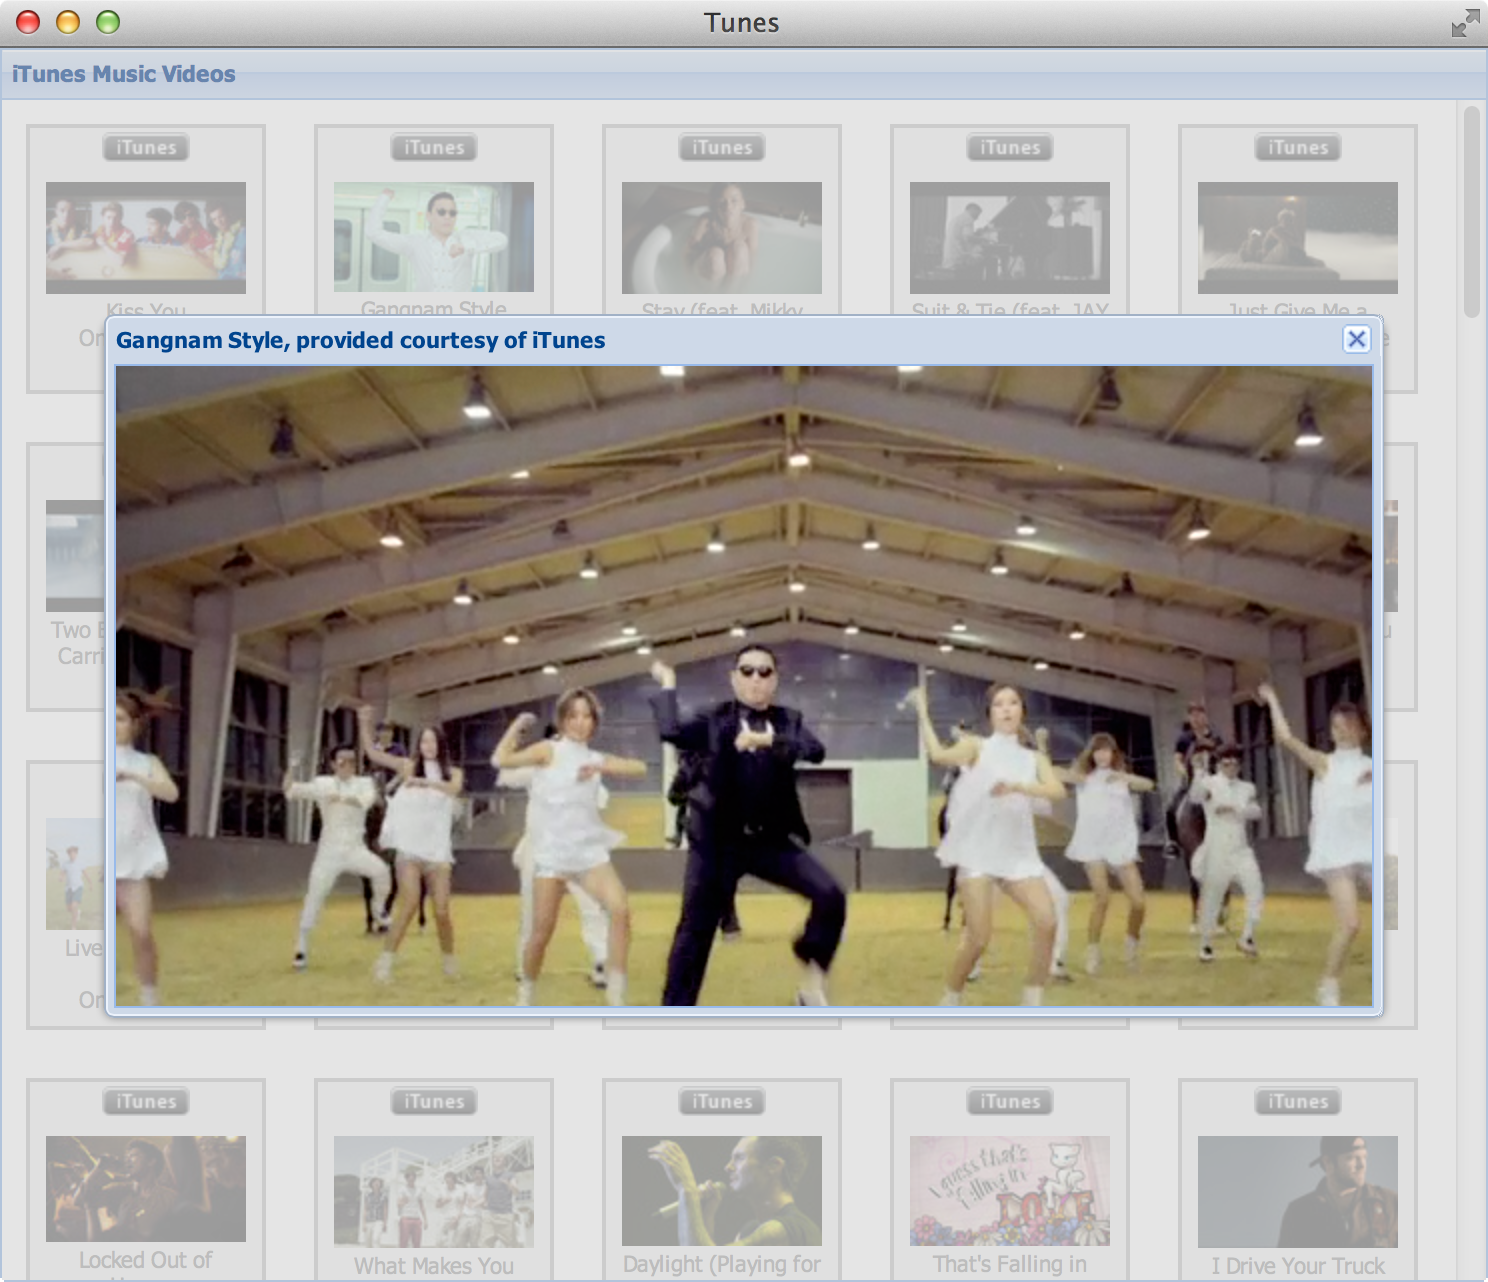 Tunes
iTunes Music Videos
iTunes
iTunes
iTunes
iTunes
iTunes
Kiss You
Gangnam Style
Stay (feat. Mikky
Suit & Tie (feat. JAY
Just Give Me a
Gangnam Style, provided courtesy of iTunes
Two
Carri
Live
iTunes
iTunes
iTunes
iTunes
iTunes
Locked Out of
What Makes You
Daylight (Playing for
That's Falling in
I Drive Your Truck